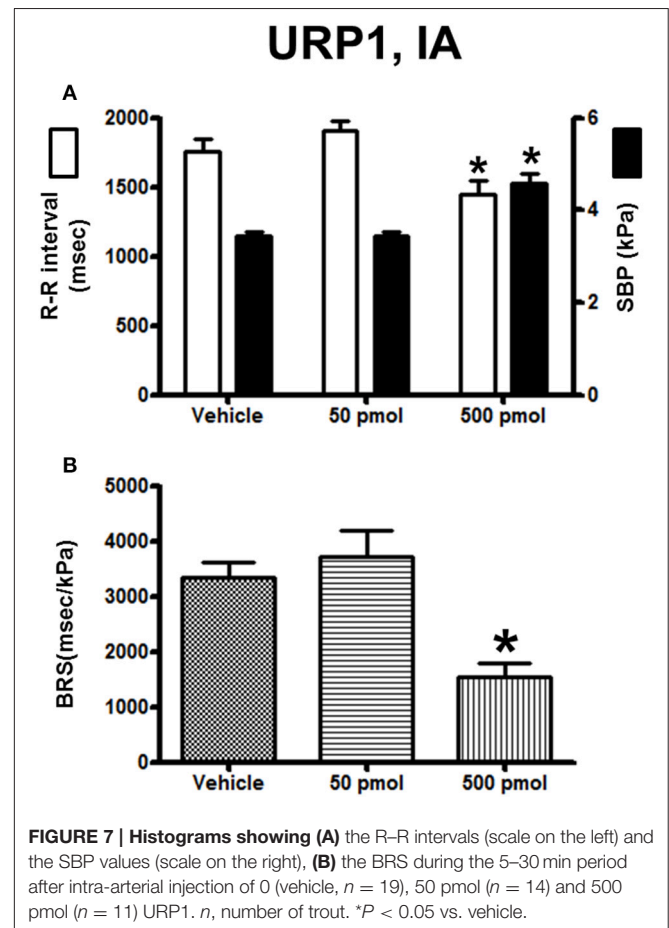 URP1, IA
A
R-R interval
(msec)
2000
1500
1000
500
0
* *
6
4
2
0
SBP (kPa)
Vehicle 50 pmol 500 pmol
B
BRS(msec/kPa)
5000
4000
3000
2000
1000
0
*
Vehicle 50 pmol 500 pmol
FIGURE 7 | Histograms showing (A) the R–R intervals (scale on the left) and
the SBP values (scale on the right), (B) the BRS during the 5–30 min period
after intra-arterial injection of 0 (vehicle, n = 19), 50 pmol (n = 14) and 500
pmol (n = 11) URP1. n, number of trout. *P < 0.05 vs. vehicle.